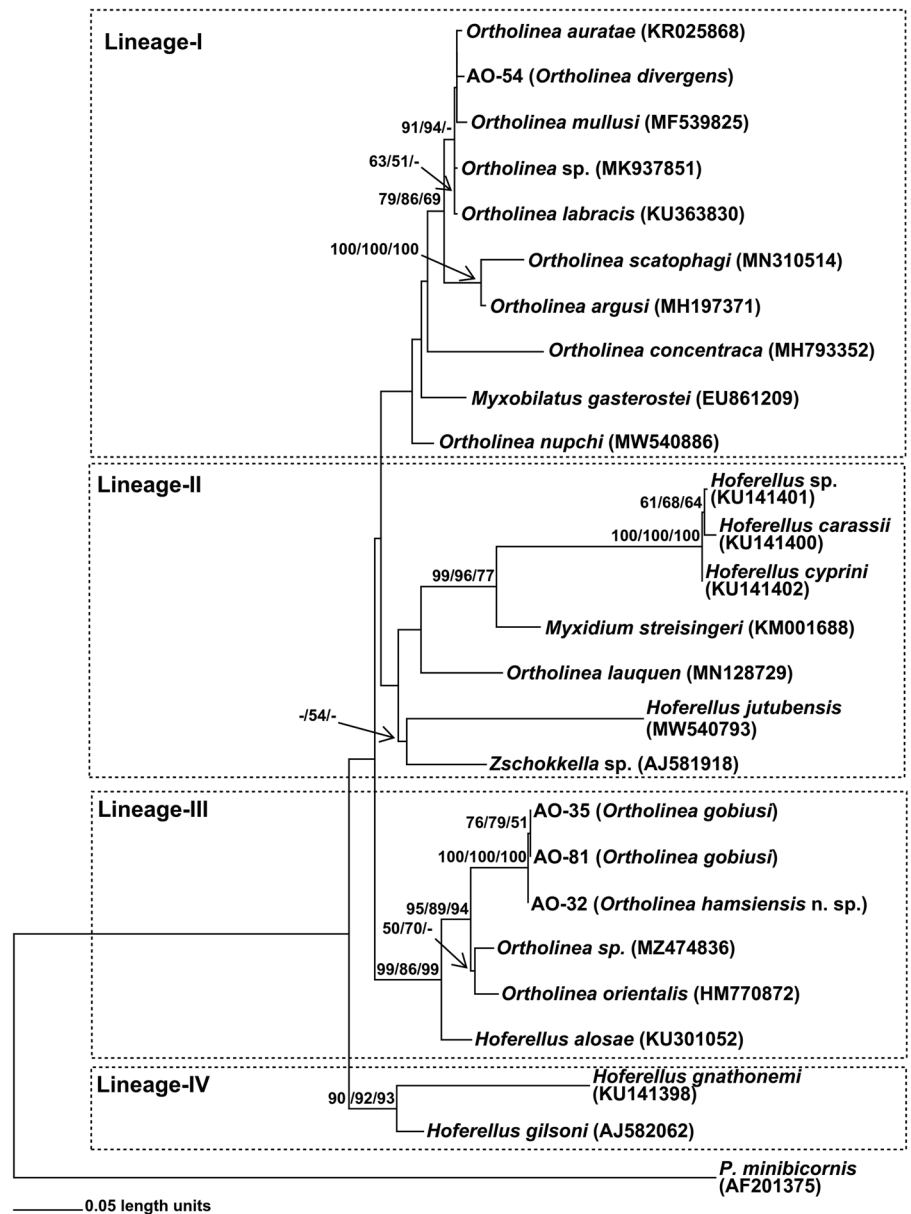 Lineage-I
Ortholinea auratae (KR025868)
AO-54 (Ortholinea divergens)
91/94/-
Ortholinea mullusi (MF539825)
63/51/-
Ortholinea sp. (MK937851)
79/86/69
Ortholinea labracis (KU363830)
100/100/100
Ortholinea scatophagi (MN310514)
Ortholinea argusi (MH197371)
Ortholinea concentraca (MH793352)
Myxobilatus gasterostei (EU861209)
Ortholinea nupchi (MW540886)
Lineage-II
Hoferellus sp.
(KU141401)
61/68/64
Hoferellus carassii
(KU141400)
100/100/100
Hoferellus cyprini
(KU141402)
99/96/77
Myxidium streisingeri (KM001688)
Ortholinea lauquen (MN128729)
Hoferellus jutubensis
(MW540793)
-/54/-
Zschokkella sp. (AJ581918)
Lineage-III
AO-35 (Ortholinea gobiusi)
76/79/51
AO-81 (Ortholinea gobiusi)
100/100/100
AO-32 (Ortholinea hamsiensis n. sp.)
95/89/94
50/70/-
Ortholinea sp. (MZ474836)
99/86/99
Ortholinea orientalis (HM770872)
Hoferellus alosae (KU301052)
Lineage-IV
Hoferellus gnathonemi
(KU141398)
90 /92/93
Hoferellus gilsoni (AJ582062)
P. minibicornis
(AF201375)
0.05 length units